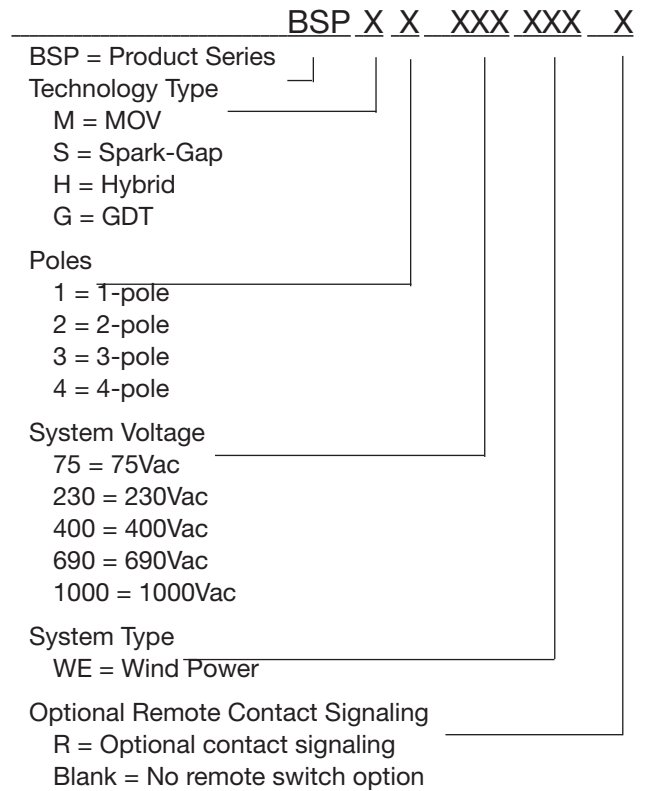 BSP X X XXX XXX X
BSP = Product Series
Technology Type
M = MOV
S = Spark-Gap
H = Hybrid
G = GDT
Poles
1 = 1-pole
2 = 2-pole
3 = 3-pole
4 = 4-pole
System Voltage
75 = 75Vac
230 = 230Vac
400 = 400Vac
690 = 690Vac
1000 = 1000Vac
System Type
WE = Wind Power
Optional Remote Contact Signaling
R = Optional contact signaling
Blank = No remote switch option